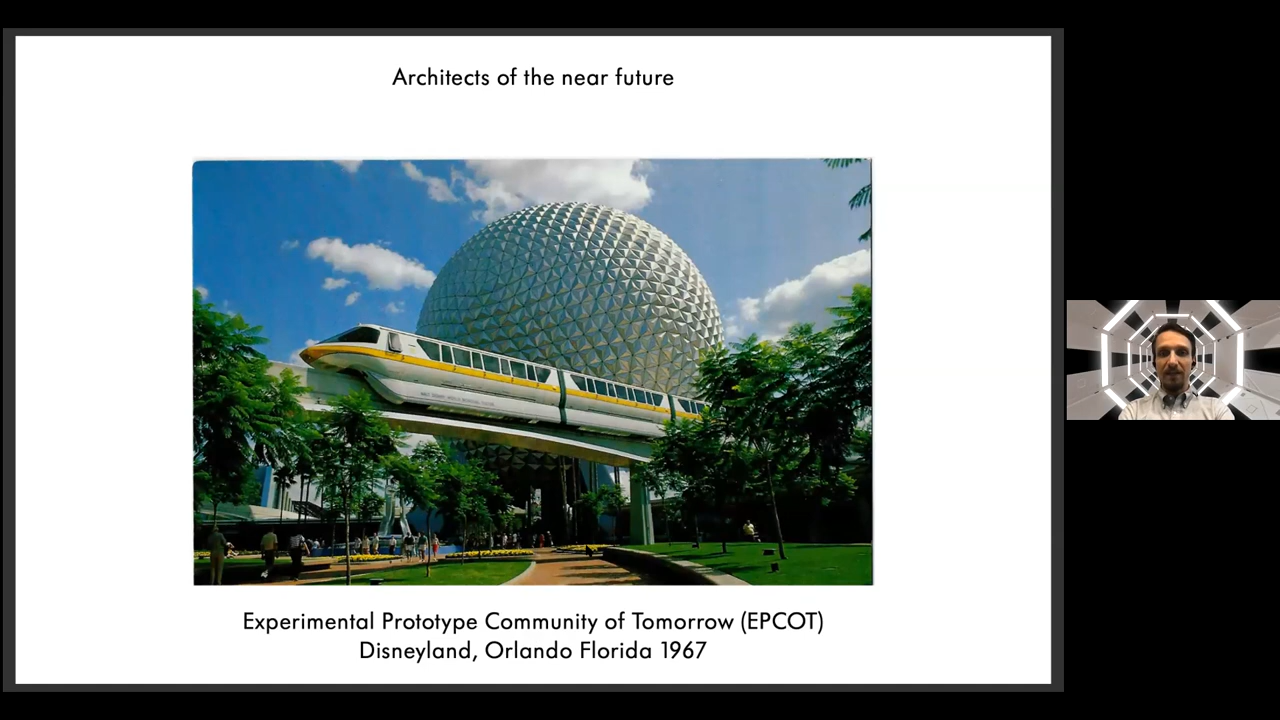 Architects of the near future
Experimental Prototype Community of Tomorrow (EPCOT)
Disneyland, Orlando Florida 1967